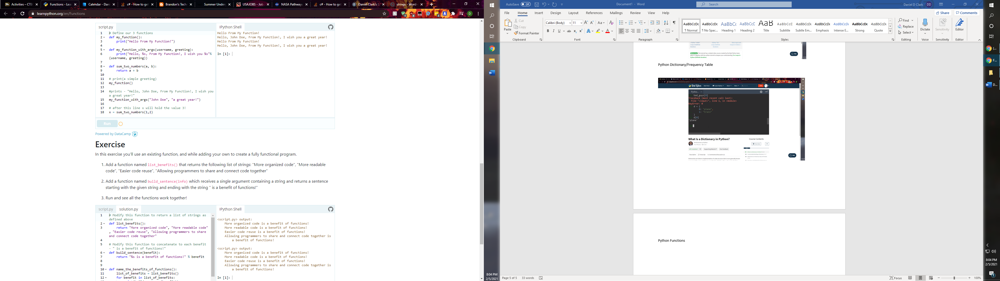 Activities – CTEC
Functions - Lea
Calendar - Dani
c# - How to get
Brandon's Tech
Summer Under
USAJOBS - Job
NASA Pathways
c# - How to get
Daniel Clark's L
strings - Word
learnpython.org/en/Functions
script.py
IPython Shell
1 # Define our 3 functions
2 def my_function():
3 print("Hello From My Function!")
4
5 def my_function_with_args(username, greeting):
6 print("Hello, %s, From My Function!, I wish you %s"%
(username, greeting))
7
8 def sum_two_numbers(a, b):
9 return a + b
10
11 # print(a simple greeting)
12 my_function()
13
14 #prints - "Hello, John Doe, From My Function!, I wish you
a great year!"
15 my_function_with_args("John Doe", "a great year!")
16
17 # after this line x will hold the value 3!
18 x = sum_two_numbers(1,2)
Hello From My Function!
Hello, John Doe, From My Function!, I wish you a great year!
Hello From My Function!
Hello, John Doe, From My Function!, I wish you a great year!
In [1]:
Run
Powered by DataCamp
Exercise
In this exercise you'll use an existing function, and while adding your own to create a fully functional program.
1. Add a function named list_benefits() that returns the following list of strings: "More organized code", "More readable
code", "Easier code reuse", "Allowing programmers to share and connect code together"
2. Add a function named build_sentence(info) which receives a single argument containing a string and returns a sentence
starting with the given string and ending with the string " is a benefit of functions!"
3. Run and see all the functions work together!
script.py
solution.py
IPython Shell
1 # Modify this function to return a list of strings as
defined above
2 def list_benefits():
3 return "More organized code", "More readable code"
, "Easier code reuse", "Allowing programmers to share
and connect code together"
4
5 # Modify this function to concatenate to each benefit
- " is a benefit of functions!"
6 def build_sentence(benefit):
7 return "%s is a benefit of functions!" % benefit
8
9
10 def name_the_benefits_of_functions():
11 list_of_benefits = list_benefits()
12 for benefit in list_of_benefits:
<script.py> output:
More organized code is a benefit of functions!
More readable code is a benefit of functions!
Easier code reuse is a benefit of functions!
Allowing programmers to share and connect code together is
a benefit of functions!
<script.py> output:
More organized code is a benefit of functions!
More readable code is a benefit of functions!
Easier code reuse is a benefit of functions!
Allowing programmers to share and connect code together is
a benefit of functions!
In [1]:
8:04 PM
2/5/2021
AutoSave Off
Document1 - Word
Search
Daniel D Clark DD
File Home Insert Design Layout References Mailings Review View Help
Share Comments
Paste
Cut
Copy
Format Painter
Clipboard
Calibri (Body) 11
Font
Paragraph
Normal
No Spac...
Heading 1
Heading 2
Title
Subtitle
Subtle Em...
Emphasis
Intense E...
Strong
Quote
Styles
Find
Replace
Select
Editing
Dictate
Voice
Sensitivity
Sensitivity
Editor
Editor
Python Dictionary/Frequency Table
Real Python
Pytho...
bad_guys[0]
Traceback (most recent call last):
File "<input>", line 1, in <module>
KeyError: 0
d = {
0: "plane",
1: "train"
}
d[0]
'plane'
What Is a Dictionary in Python?
Course Contents
Python Functions
Page 5 of 5 33 words
Focus
100%
8:04 PM
2/5/2021